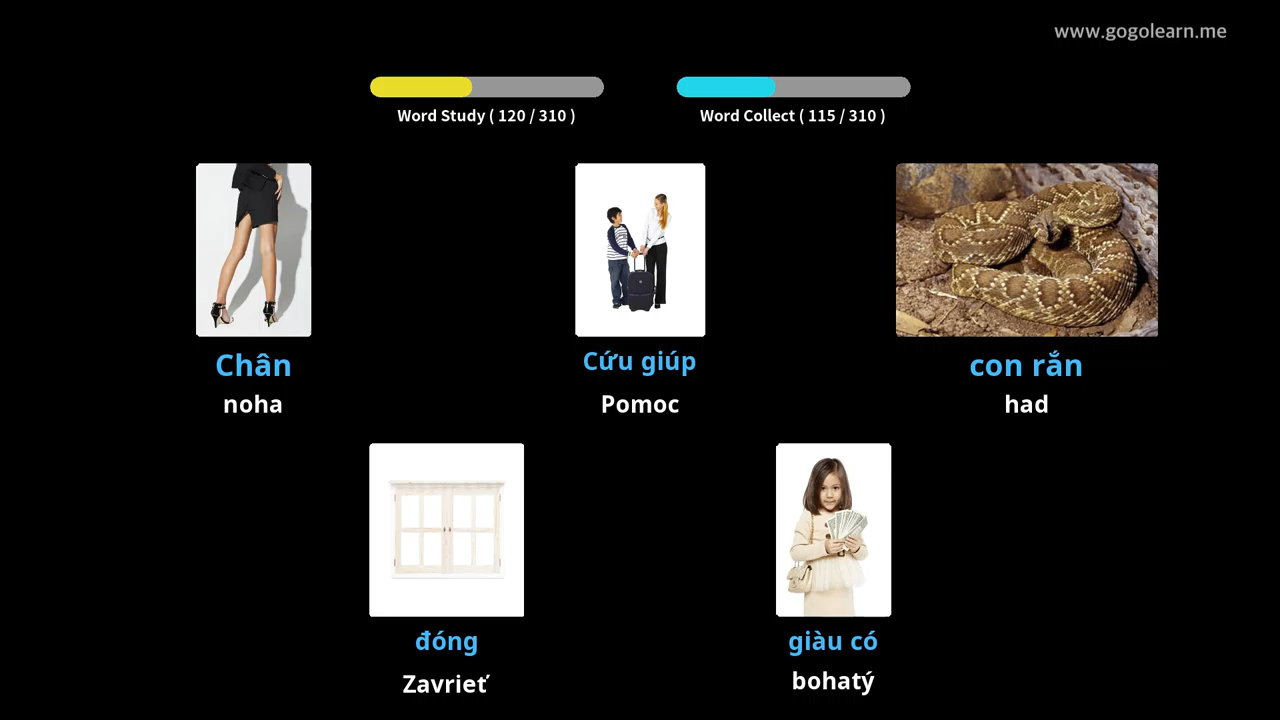 www.gogolearn.me
Word Study ( 120 / 310 )
Word Collect ( 115 / 310 )
Chân
noha
Cứu giúp
Pomoc
con rắn
had
đóng
Zavrieť
giàu có
bohatý